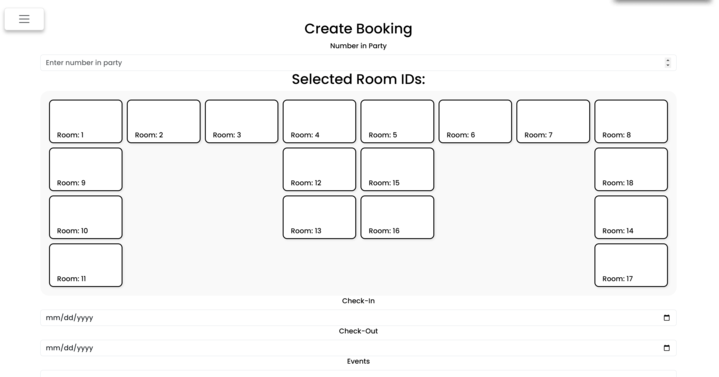 Create Booking
Number in Party
Enter number in party
Selected Room IDs:
Room: 1
Room: 2
Room: 3
Room: 4
Room: 5
Room: 6
Room: 7
Room: 8
Room: 9
Room: 12
Room: 15
Room: 18
Room: 10
Room: 13
Room: 16
Room: 14
Room: 11
Room: 17
Check-In
mm/dd/yyyy
Check-Out
mm/dd/yyyy
Events